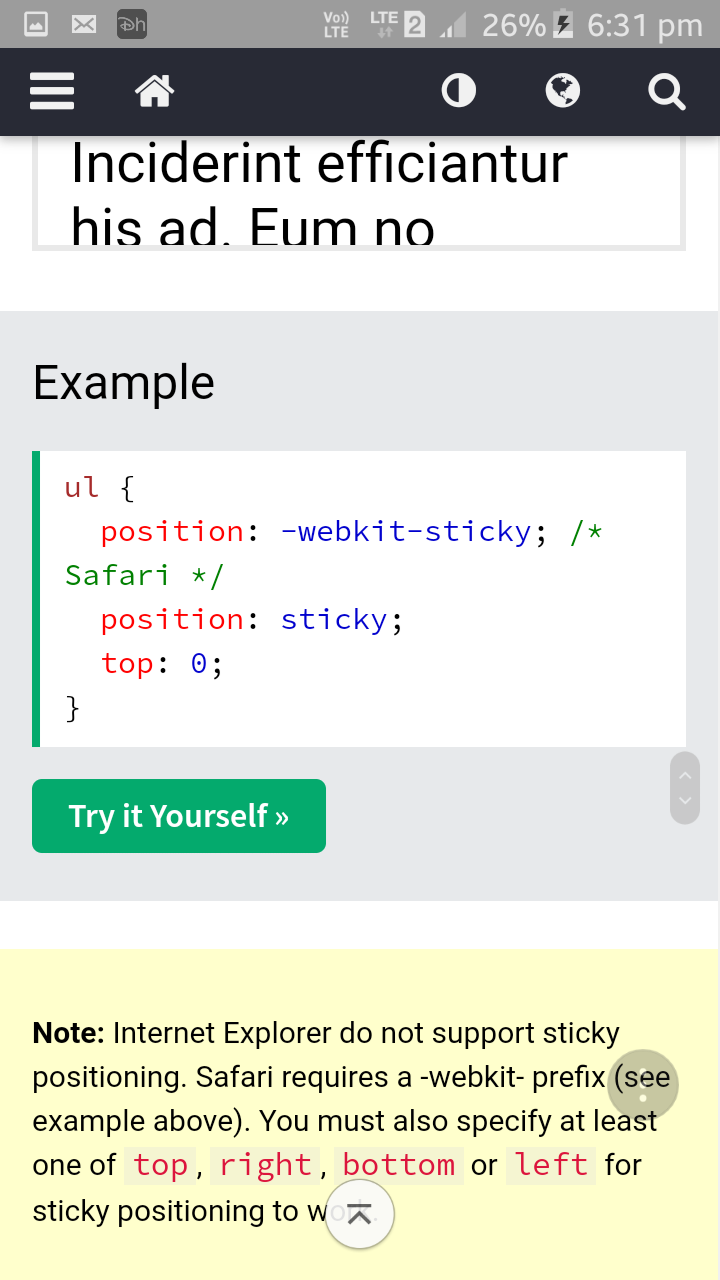 Dh
Vo))
LTE
LTE
2
26%
6:31 pm
Inciderint efficiantur
his ad. Eum no
Example
ul {
position: -webkit-sticky; /*
Safari */
position: sticky;
top: 0;
}
Try it Yourself »
Note: Internet Explorer do not support sticky
positioning. Safari requires a -webkit- prefix (see
example above). You must also specify at least
one of top, right, bottom or left for
sticky positioning to work.